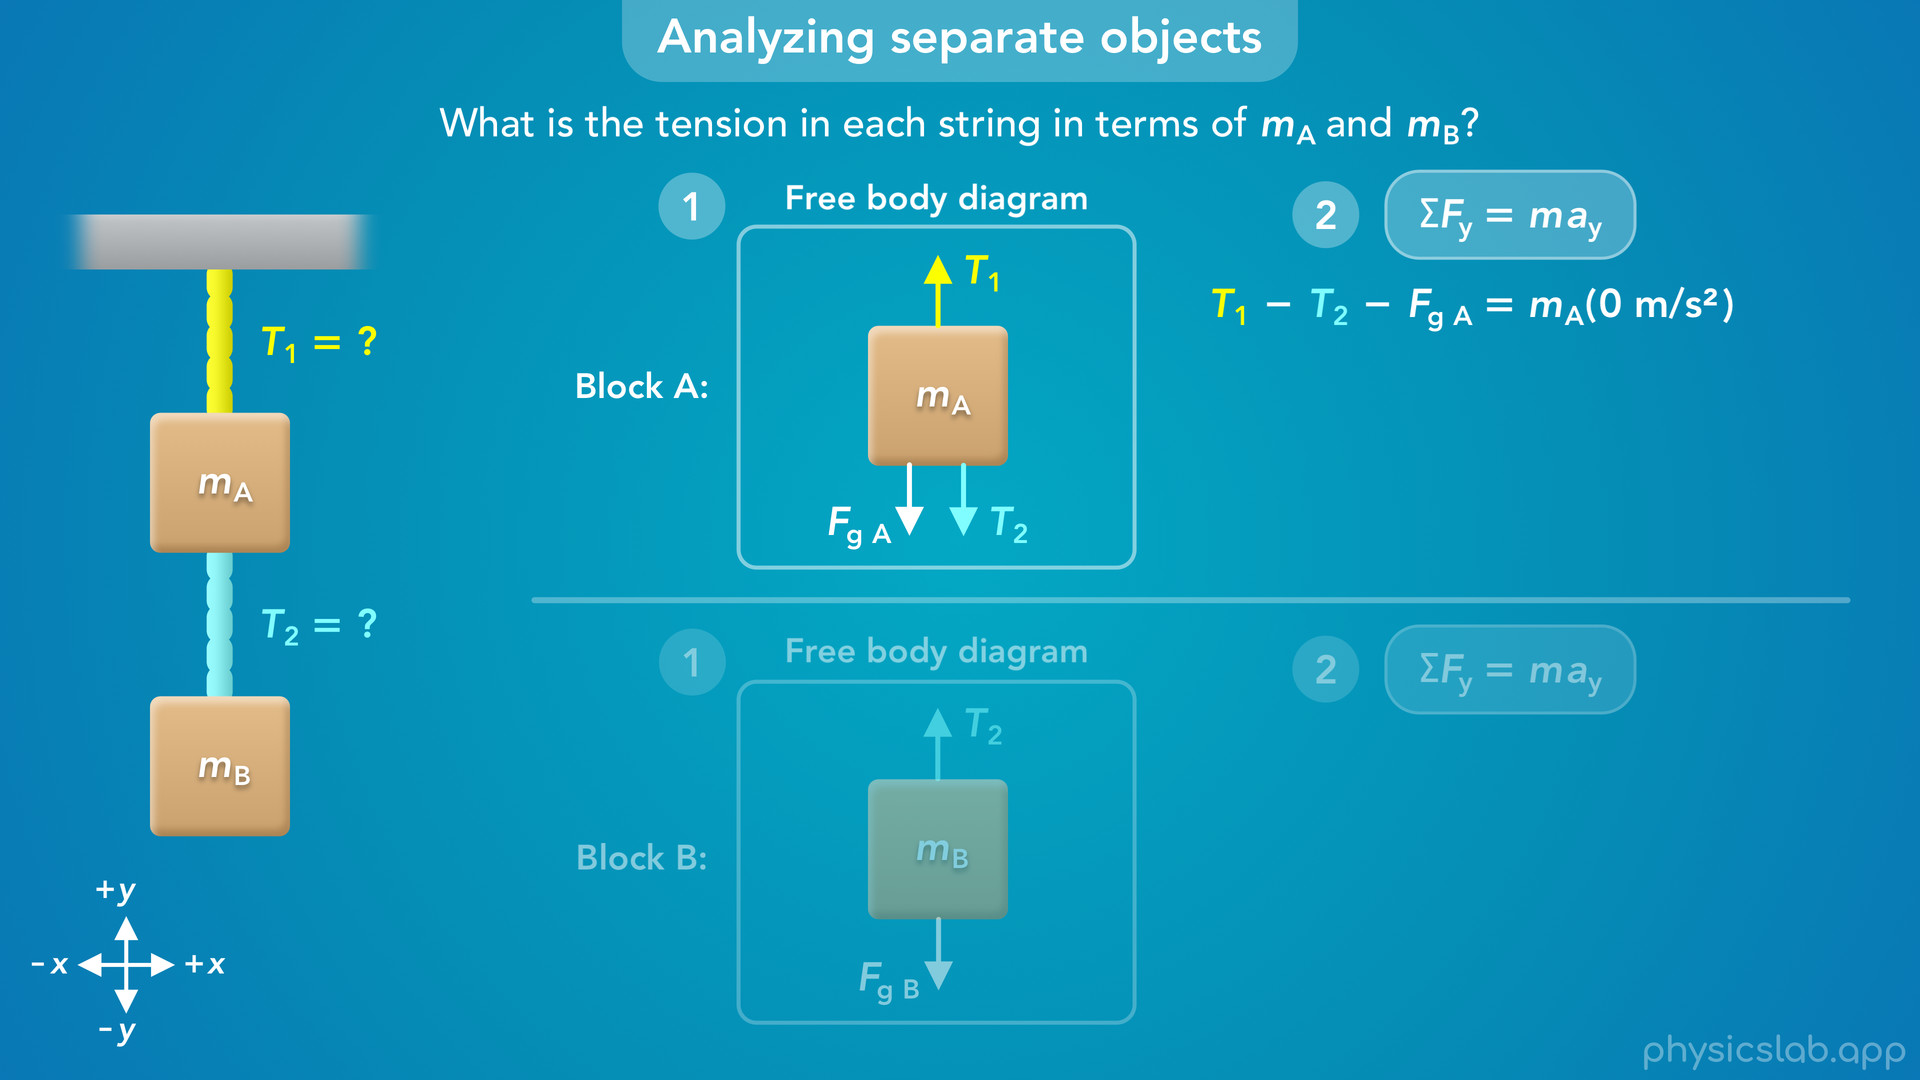 Analyzing separate objects
What is the tension in each string in terms of mA and mB?
T1 = ?
mA
T2 = ?
mB
+y
-x +x
-y
1 Free body diagram
Block A:
T1
mA
Fg A T2
2 ΣFy = may
T1 − T2 − Fg A = mA(0 m/s²)
1 Free body diagram
Block B:
T2
mB
Fg B
2 ΣFy = may
physicslab.app